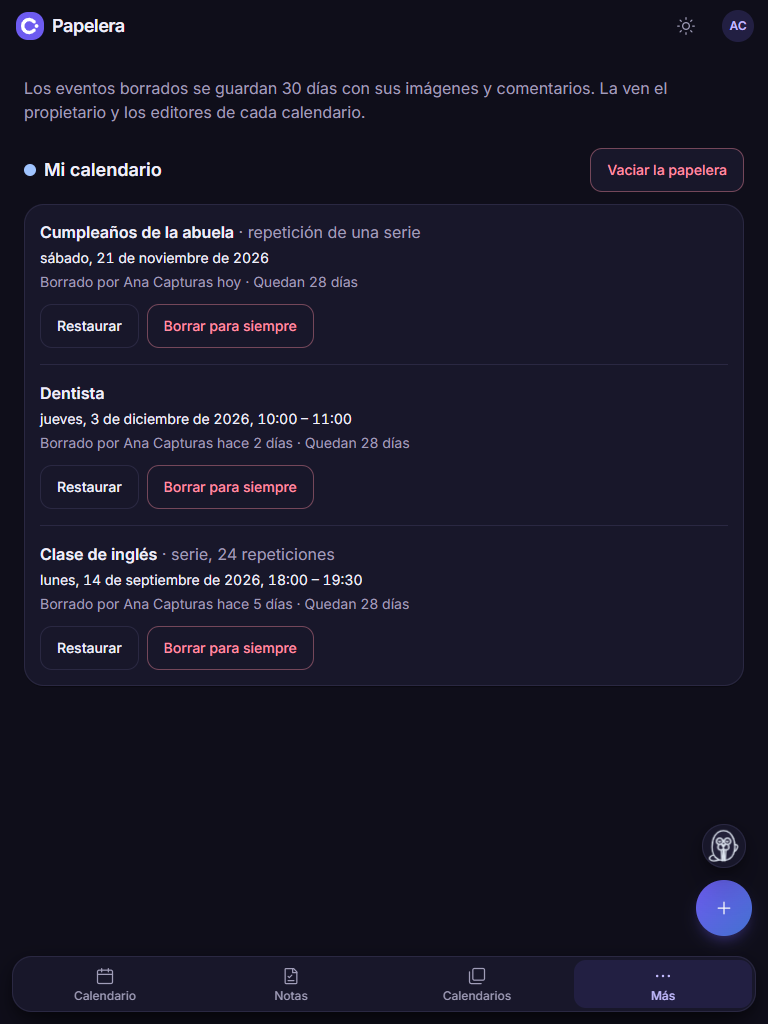 Papelera
AC
Los eventos borrados se guardan 30 días con sus imágenes y comentarios. La ven el
propietario y los editores de cada calendario.
Mi calendario
Vaciar la papelera
Cumpleaños de la abuela · repetición de una serie
sábado, 21 de noviembre de 2026
Borrado por Ana Capturas hoy · Quedan 28 días
Restaurar
Borrar para siempre
Dentista
jueves, 3 de diciembre de 2026, 10:00 – 11:00
Borrado por Ana Capturas hace 2 días · Quedan 28 días
Restaurar
Borrar para siempre
Clase de inglés · serie, 24 repeticiones
lunes, 14 de septiembre de 2026, 18:00 – 19:30
Borrado por Ana Capturas hace 5 días · Quedan 28 días
Restaurar
Borrar para siempre
Calendario
Notas
Calendarios
Más